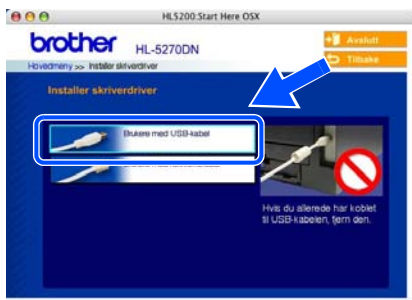 HL5200:Start Here OSX
brother HL-5270DN
Avslutt
Tilbake
Hovedmeny >> Installer skriverdriver
Installer skriverdriver
Brukere med USB-kabel
Hvis du allerede har koblet
til USB-kabelen, fjern den.